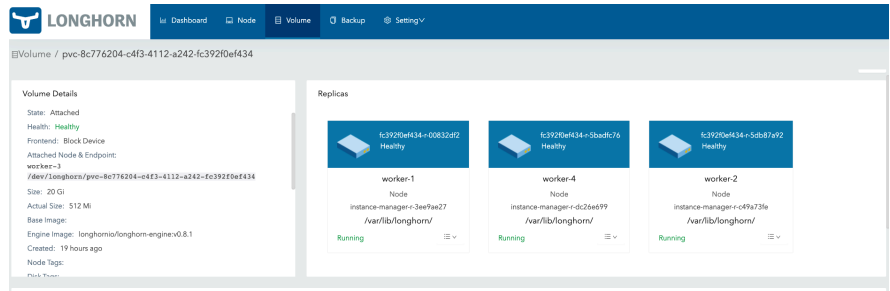 LONGHORN Dashboard Node Volume Backup Setting
Volume / pvc-8c776204-c4f3-4112-a242-fc392f0ef434
Volume Details
State: Attached
Health: Healthy
Frontend: Block Device
Attached Node & Endpoint:
worker-3
/dev/longhorn/pvc-8c776204-c4f3-4112-a242-fc392f0ef434
Size: 20 Gi
Actual Size: 512 Mi
Base Image:
Engine Image: longhornio/longhorn-engine:v0.8.1
Created: 19 hours ago
Node Tags:
Disk Tags:
Replicas
fc392f0ef434-r-00832df2
Healthy
worker-1
Node
instance-manager-r-3ee9ae27
/var/lib/longhorn/
Running
fc392f0ef434-r-5badfc76
Healthy
worker-4
Node
instance-manager-r-dc26e699
/var/lib/longhorn/
Running
fc392f0ef434-r-5db87a92
Healthy
worker-2
Node
instance-manager-r-c49a73fe
/var/lib/longhorn/
Running